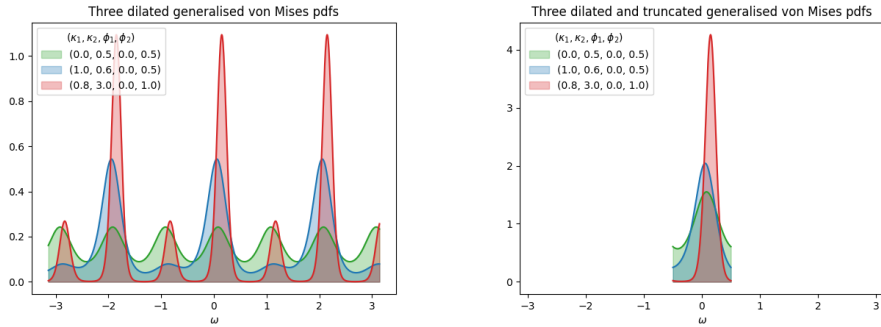 Three dilated generalised von Mises pdfs
(κ₁, κ₂, ϕ₁, ϕ₂)
(0.0, 0.5, 0.0, 0.5)
(1.0, 0.6, 0.0, 0.5)
(0.8, 3.0, 0.0, 1.0)
1.0
0.8
0.6
0.4
0.2
0.0
−3 −2 −1 0 1 2 3
ω
Three dilated and truncated generalised von Mises pdfs
(κ₁, κ₂, ϕ₁, ϕ₂)
(0.0, 0.5, 0.0, 0.5)
(1.0, 0.6, 0.0, 0.5)
(0.8, 3.0, 0.0, 1.0)
4
3
2
1
0
−3 −2 −1 0 1 2 3
ω